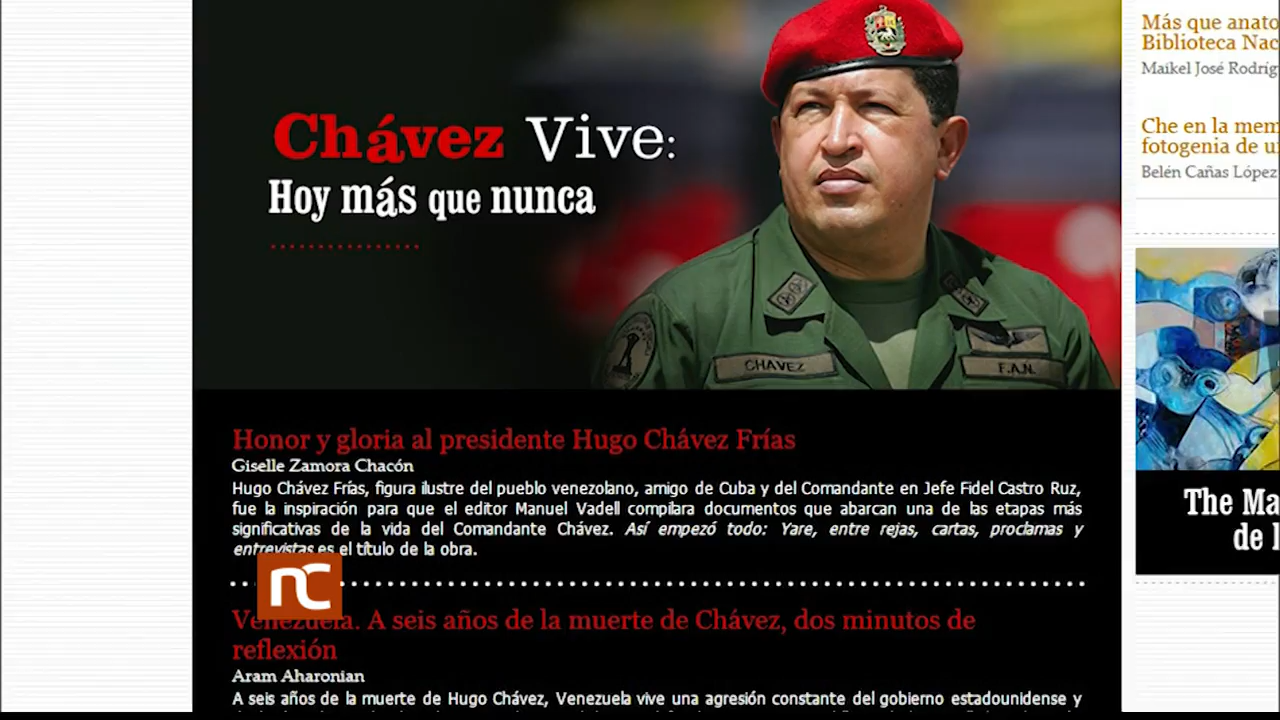 Chávez Vive:
Hoy más que nunca
CHAVEZ
F.A.N.
Honor y gloria al presidente Hugo Chávez Frías
Giselle Zamora Chacón
Hugo Chávez Frías, figura ilustre del pueblo venezolano, amigo de Cuba y del Comandante en Jefe Fidel Castro Ruz,
fue la inspiración para que el editor Manuel Vadell compilara documentos que abarcan una de las etapas más
significativas de la vida del Comandante Chávez. Así empezó todo: Yare, entre rejas, cartas, proclamas y
entrevistas es el título de la obra.
nc
Venezuela. A seis años de la muerte de Chávez, dos minutos de
reflexión
Aram Aharonian
A seis años de la muerte de Hugo Chávez, Venezuela vive una agresión constante del gobierno estadounidense y
Más que anato
Biblioteca Nac
Maikel José Rodríg
Che en la mem
fotogenia de u
Belén Cañas López
The Ma
de l